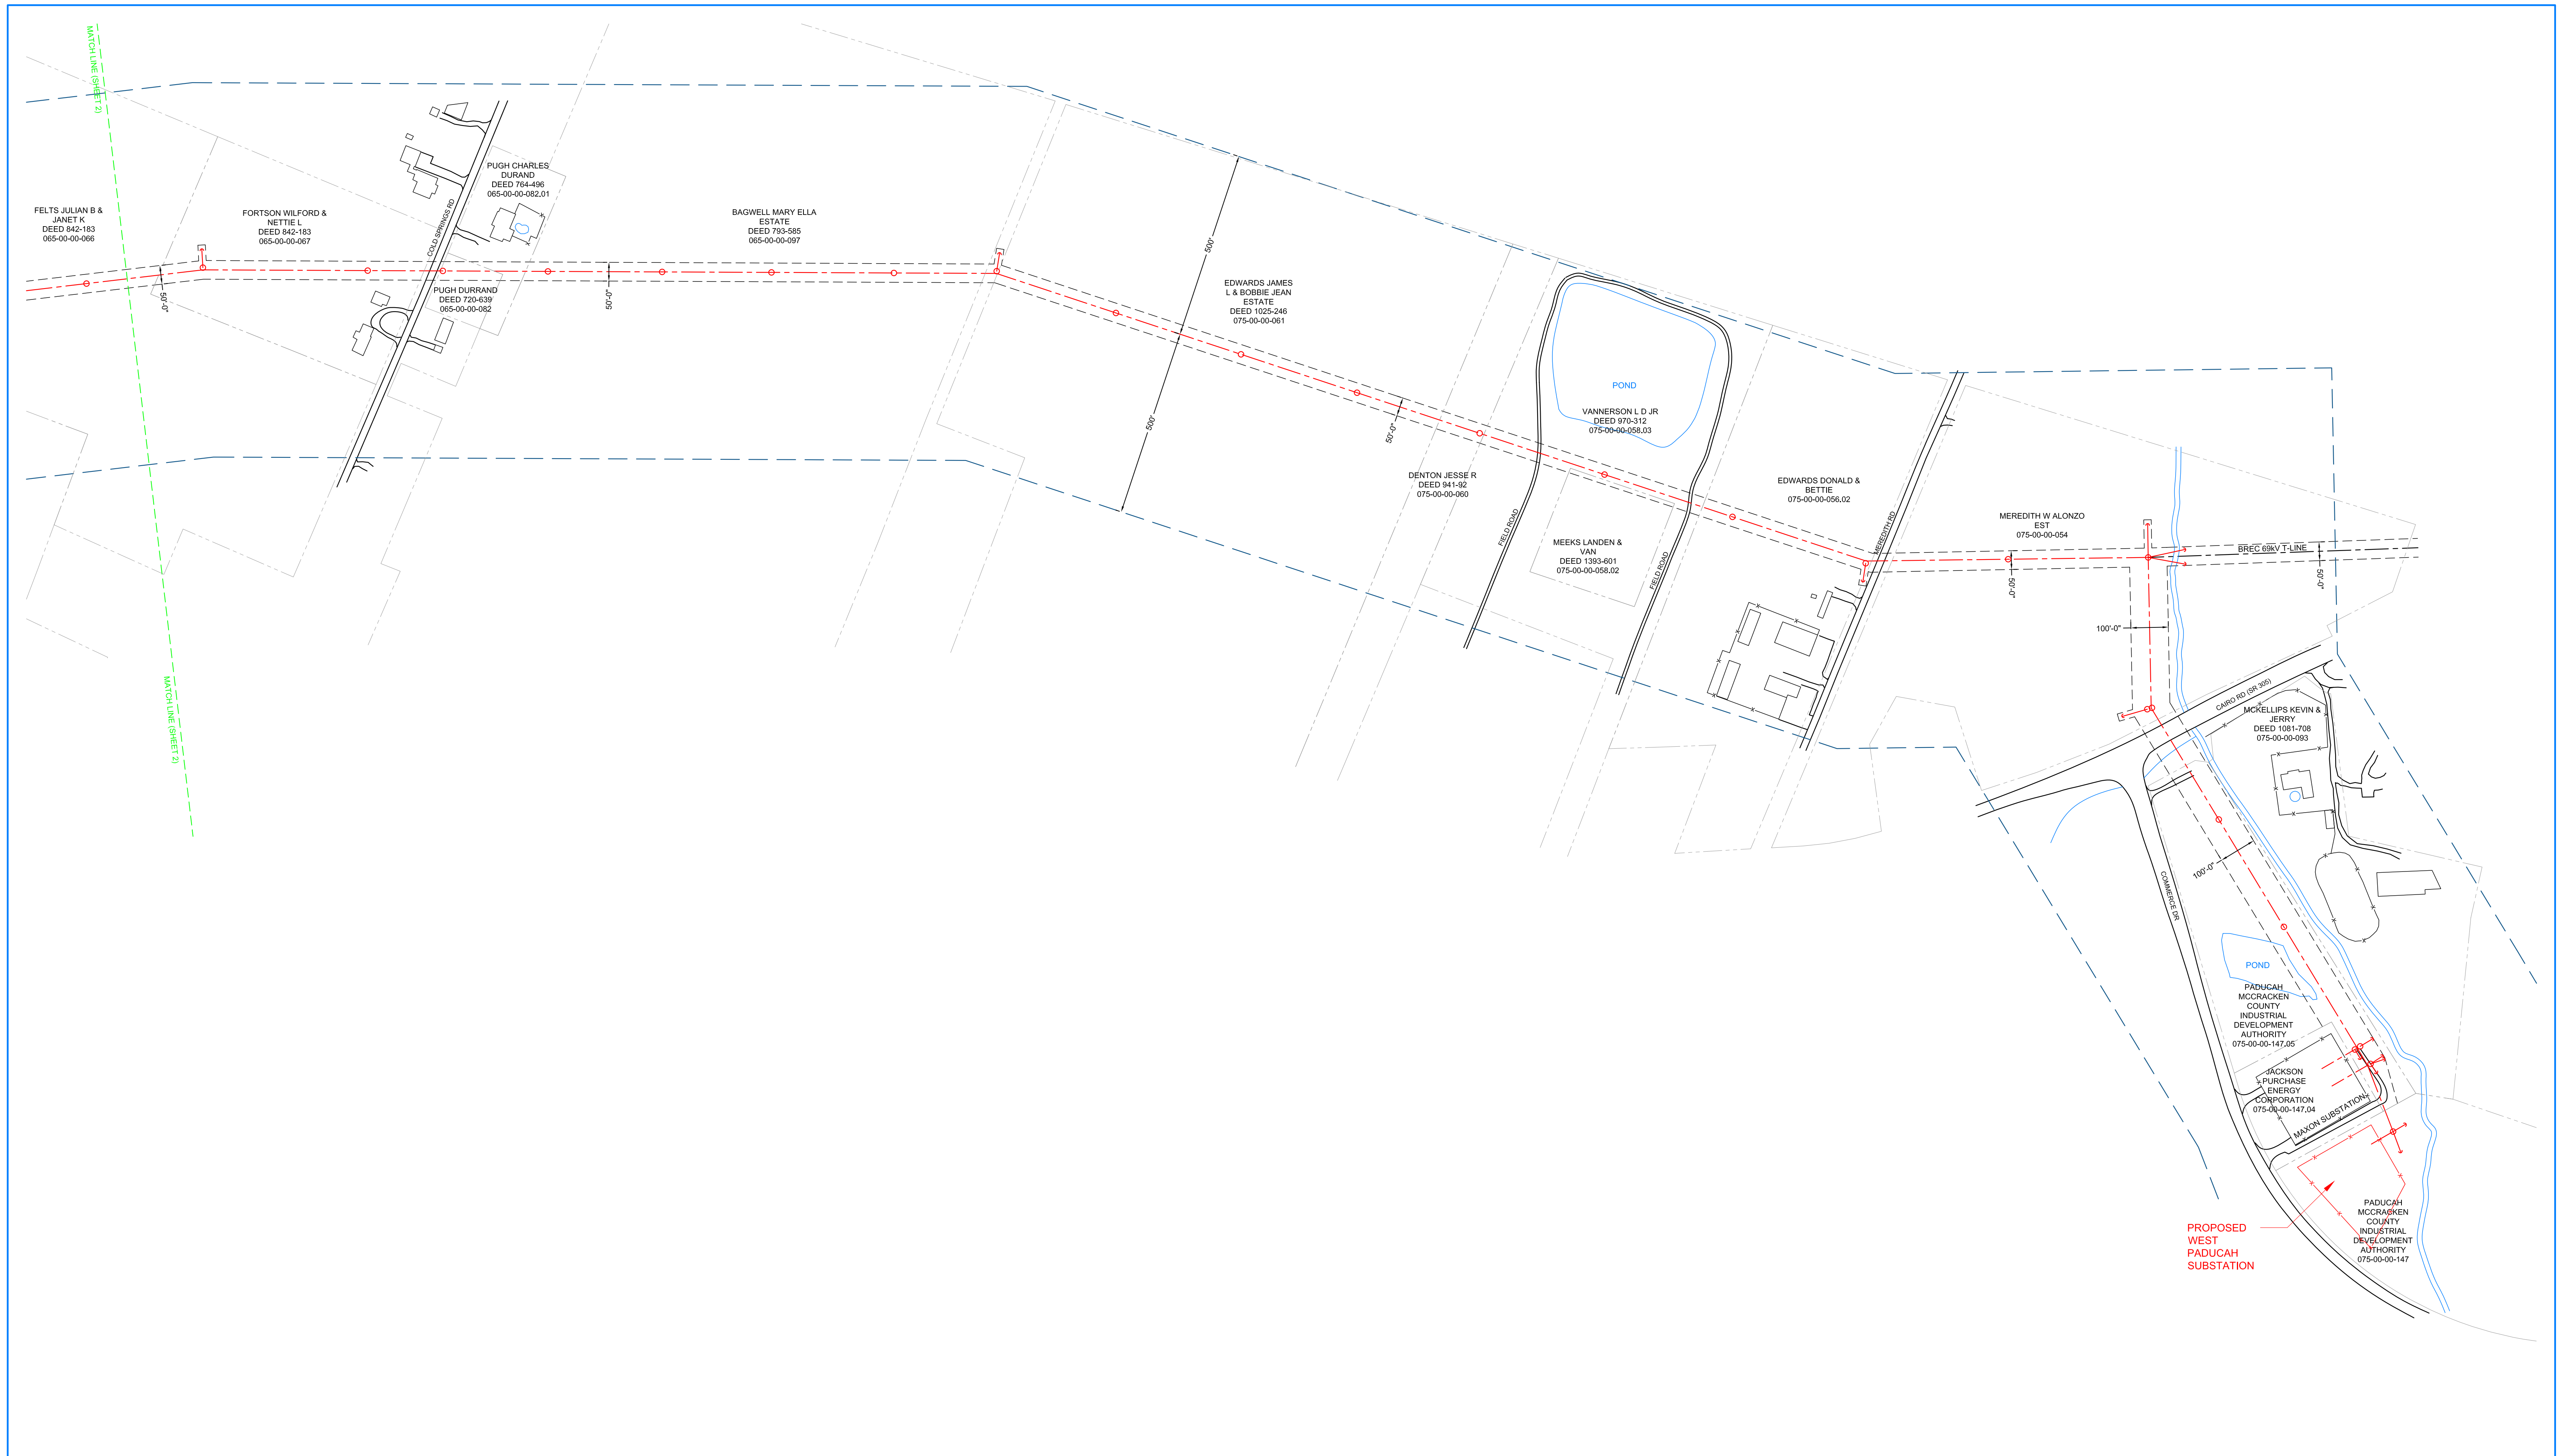 MATCH LINE (SHEET 2)
FELTS JULIAN B &
JANET K
DEED 842-183
065-00-00-066
FORTSON WILFORD &
NETTIE L
DEED 842-183
065-00-00-067
50'-0"
COLD SPRINGS RD
PUGH CHARLES
DURAND
DEED 764-496
065-00-00-082.01
PUGH DURRAND
DEED 720-639
065-00-00-082
50'-0"
BAGWELL MARY ELLA
ESTATE
DEED 793-585
065-00-00-097
500'
EDWARDS JAMES
L & BOBBIE JEAN
ESTATE
DEED 1025-246
075-00-00-061
500'
50'-0"
DENTON JESSE R
DEED 941-92
075-00-00-060
POND
VANNERSON L D JR
DEED 970-312
075-00-00-058.03
FIELD ROAD
MEEKS LANDEN &
VAN
DEED 1393-601
075-00-00-058.02
FIELD ROAD
EDWARDS DONALD &
BETTIE
075-00-00-056.02
MEREDITH RD
MEREDITH W ALONZO
EST
075-00-00-054
50'-0"
BREC 69kV T-LINE
50'-0"
100'-0"
CAIRO RD (SR 305)
MCKELLIPS KEVIN &
JERRY
DEED 1081-708
075-00-00-093
MATCH LINE (SHEET 2)
100'-0"
COMMERCE DR
POND
PADUCAH
MCCRACKEN
COUNTY
INDUSTRIAL
DEVELOPMENT
AUTHORITY
075-00-00-147.05
JACKSON
PURCHASE
ENERGY
CORPORATION
075-00-00-147.04
MAXON SUBSTATION
PADUCAH
MCCRACKEN
COUNTY
INDUSTRIAL
DEVELOPMENT
AUTHORITY
075-00-00-147
PROPOSED
WEST
PADUCAH
SUBSTATION